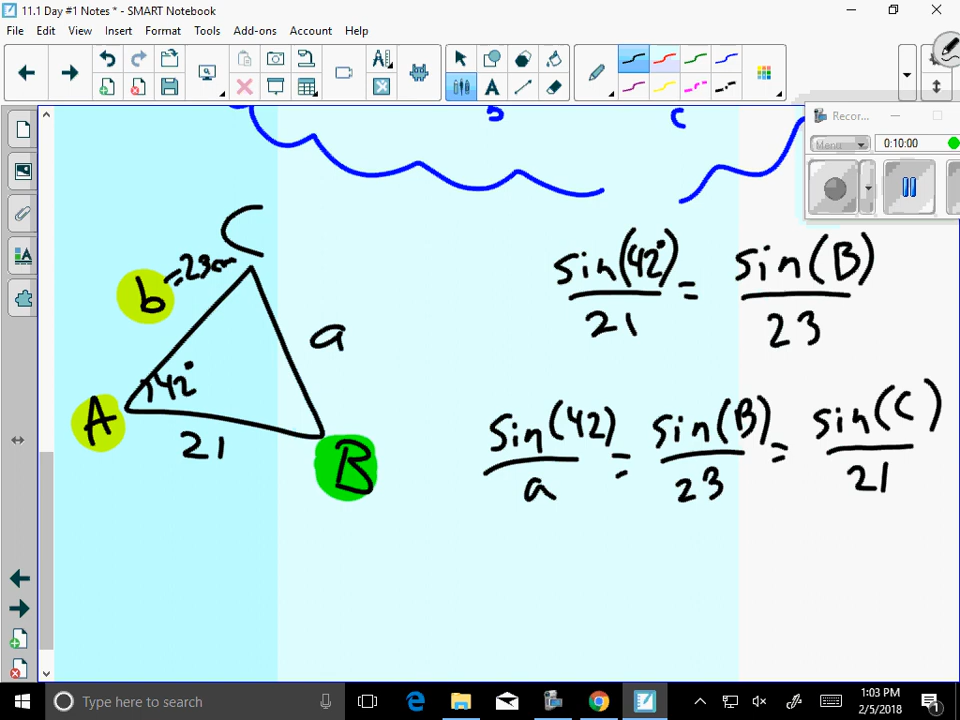 11.1 Day #1 Notes * - SMART Notebook
File Edit View Insert Format Tools Add-ons Account Help
Recor...
Menu 0:10:00
C
b =23cm
a
42°
A
21
B
sin(42°) = sin(B)
21 23
sin(42) = sin(B) = sin(C)
a 23 21
Type here to search
1:03 PM
2/5/2018
1